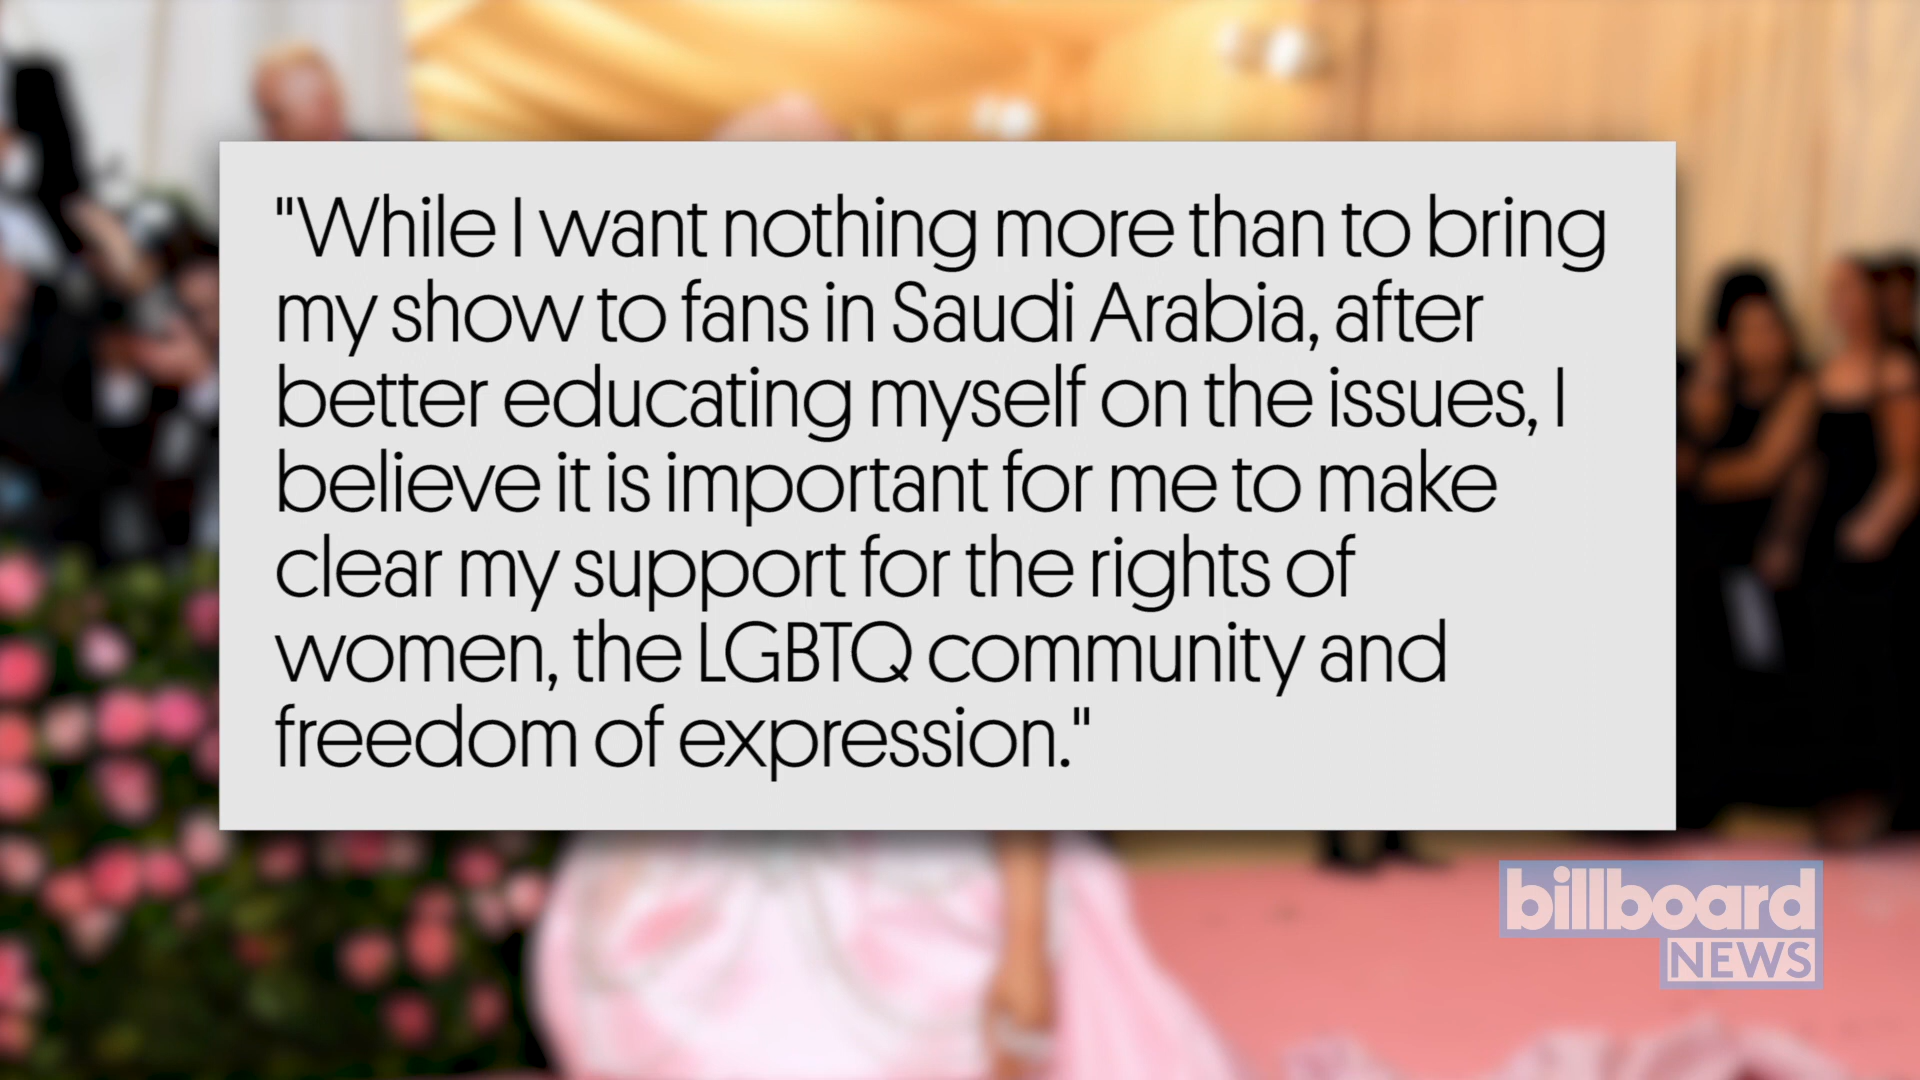 "While I want nothing more than to bring
my show to fans in Saudi Arabia, after
better educating myself on the issues, I
believe it is important for me to make
clear my support for the rights of
women, the LGBTQ community and
freedom of expression."
billboard
NEWS